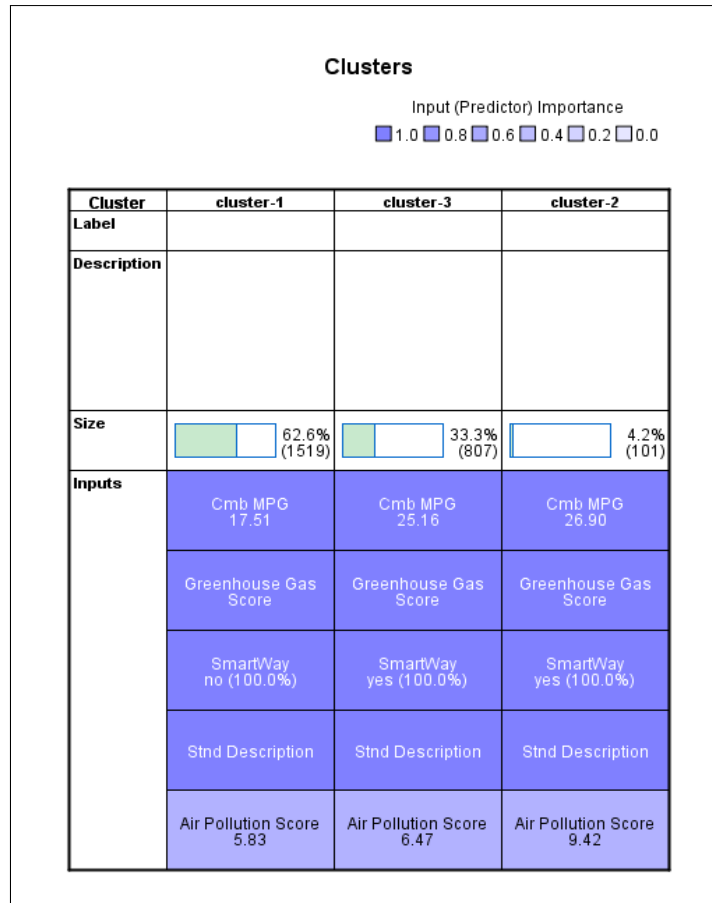 Clusters
Input (Predictor) Importance
1.0 0.8 0.6 0.4 0.2 0.0
Cluster cluster-1 cluster-3 cluster-2
Label
Description
Size
62.6% 33.3% 4.2%
(1519) (807) (101)
Inputs
Cmb MPG Cmb MPG Cmb MPG
17.51 25.16 26.90
Greenhouse Gas Greenhouse Gas Greenhouse Gas
Score Score Score
SmartWay SmartWay SmartWay
no (100.0%) yes (100.0%) yes (100.0%)
Stnd Description Stnd Description Stnd Description
Air Pollution Score Air Pollution Score Air Pollution Score
5.83 6.47 9.42